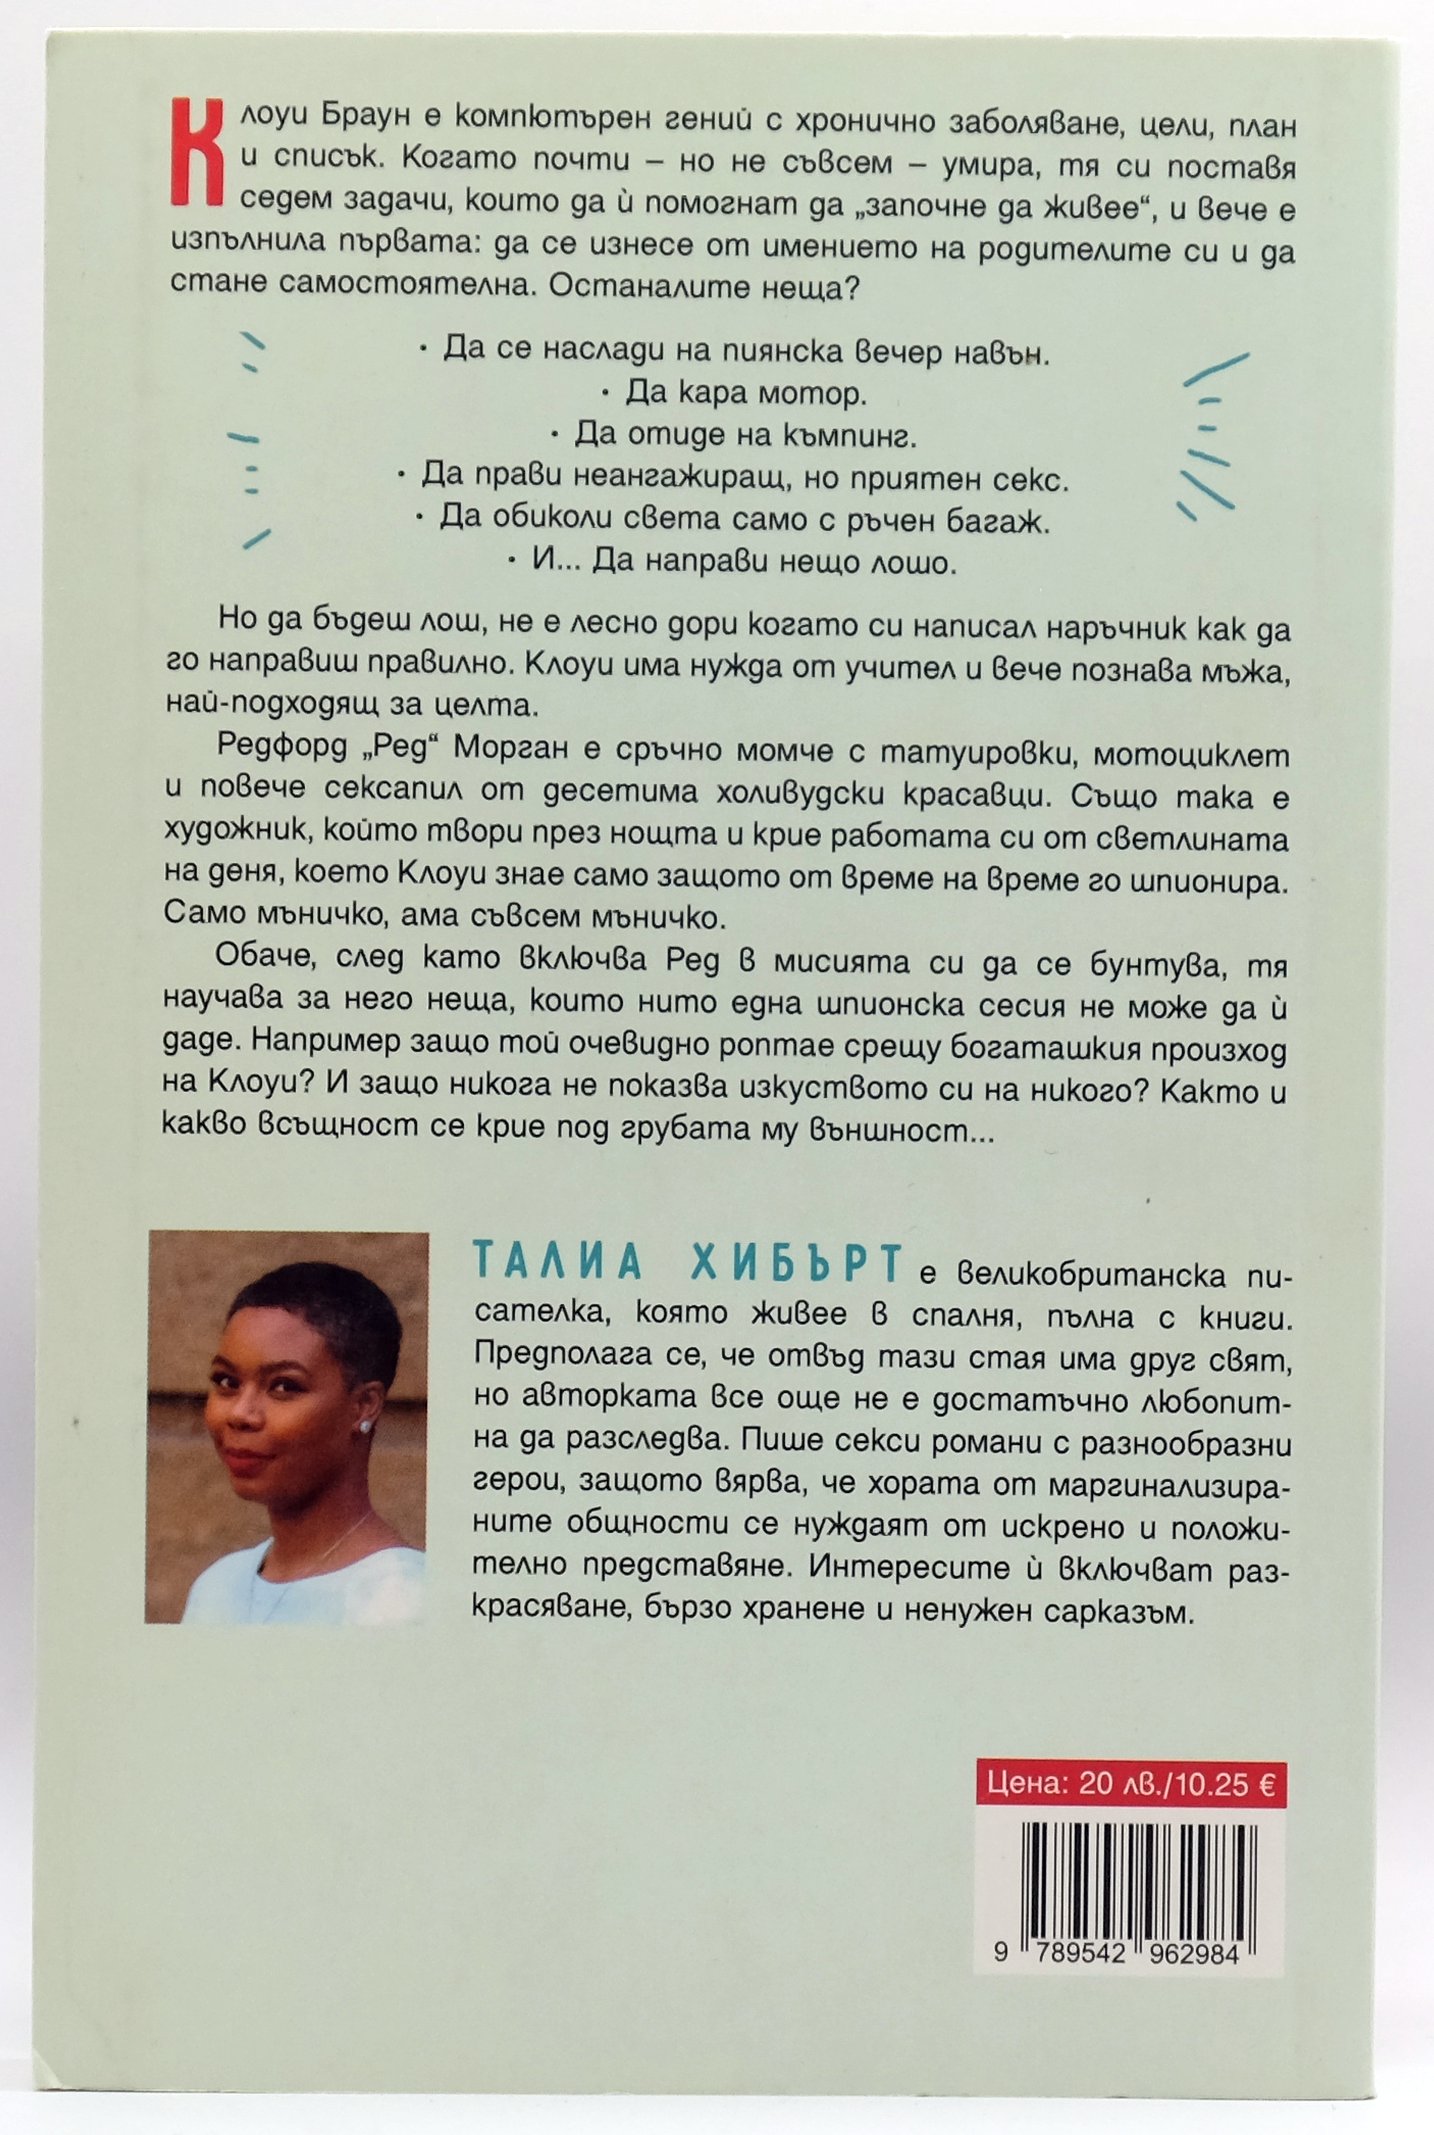 Клоуи Браун е компютърен гений с хронично заболяване, цели, план
и списък. Когато почти – но не съвсем – умира, тя си поставя
седем задачи, които да ѝ помогнат да „започне да живее“, и вече е
изпълнила първата: да се изнесе от имението на родителите си и да
стане самостоятелна. Останалите неща?
• Да се наслади на пиянска вечер навън.
• Да кара мотор.
• Да отиде на къмпинг.
• Да прави неангажиращ, но приятен секс.
• Да обиколи света само с ръчен багаж.
• И... Да направи нещо лошо.
Но да бъдеш лош, не е лесно дори когато си написал наръчник как да
го направиш правилно. Клоуи има нужда от учител и вече познава мъжа,
най-подходящ за целта.
Редфорд „Ред“ Морган е сръчно момче с татуировки, мотоциклет
и повече сексапил от десетима холивудски красавци. Също така е
художник, който твори през нощта и крие работата си от светлината
на деня, което Клоуи знае само защото от време на време го шпионира.
Само мъничко, ама съвсем мъничко.
Обаче, след като включва Ред в мисията си да се бунтува, тя
научава за него неща, които нито една шпионска сесия не може да ѝ
даде. Например защо той очевидно роптае срещу богаташкия произход
на Клоуи? И защо никога не показва изкуството си на никого? Както и
какво всъщност се крие под грубата му външност...
ТАЛИА ХИБЪРТ е великобританска пи-
сателка, която живее в спалня, пълна с книги.
Предполага се, че отвъд тази стая има друг свят,
но авторката все още не е достатъчно любопит-
на да разследва. Пише секси романи с разнообразни
герои, защото вярва, че хората от маргинализира-
ните общности се нуждаят от искрено и положи-
телно представяне. Интересите ѝ включват раз-
красяване, бързо хранене и ненужен сарказъм.
Цена: 20 лв./10.25 €
9 789542 962984